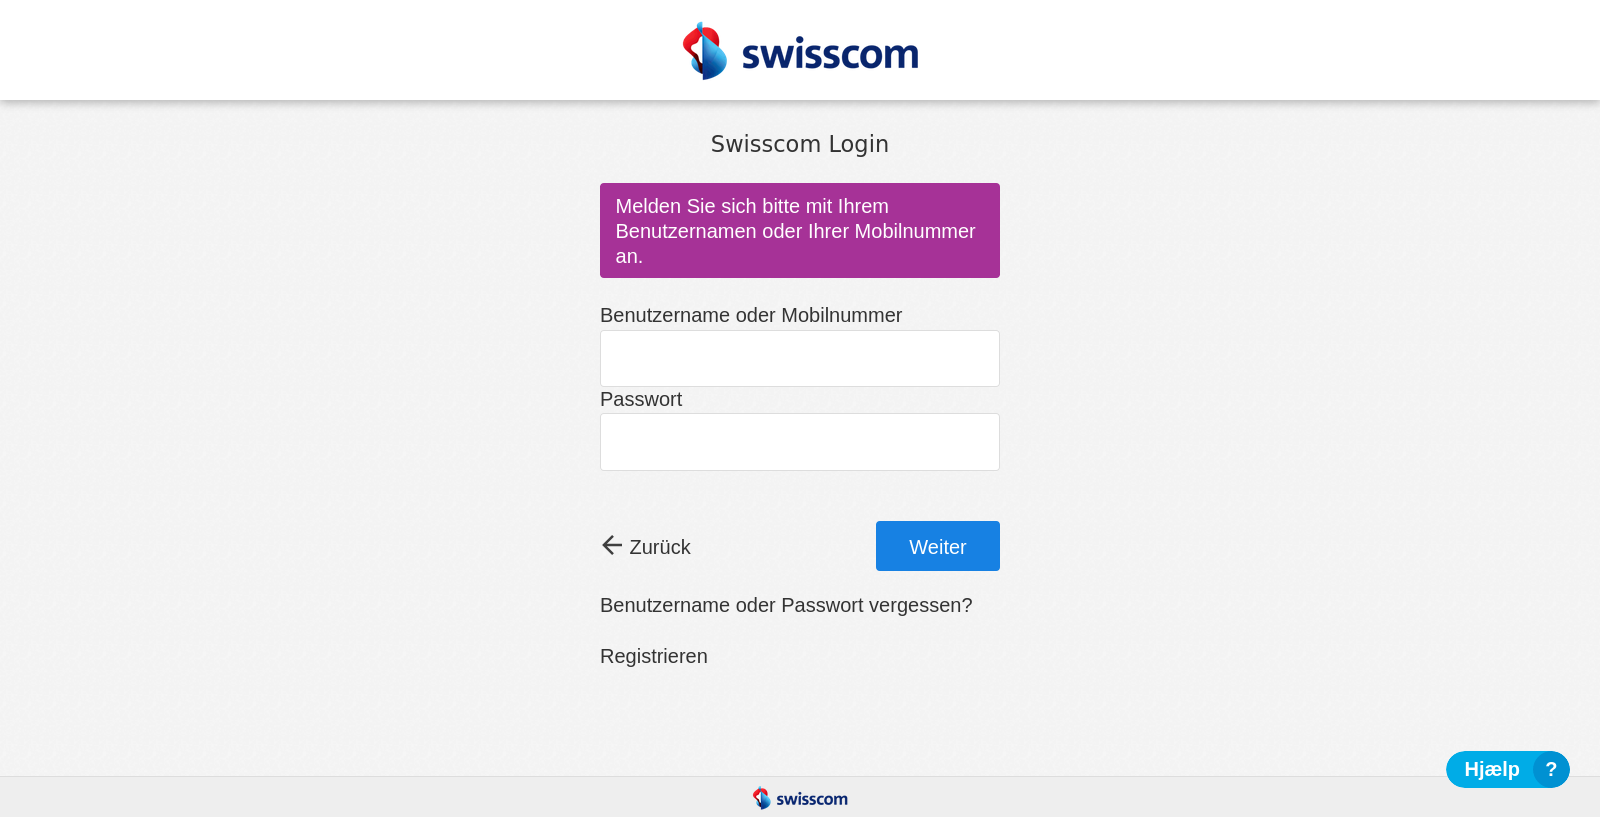 swisscom
Swisscom Login
Melden Sie sich bitte mit Ihrem
Benutzernamen oder Ihrer Mobilnummer
an.
Benutzername oder Mobilnummer
Passwort
Zurück
Weiter
Benutzername oder Passwort vergessen?
Registrieren
Hjælp ?
swisscom